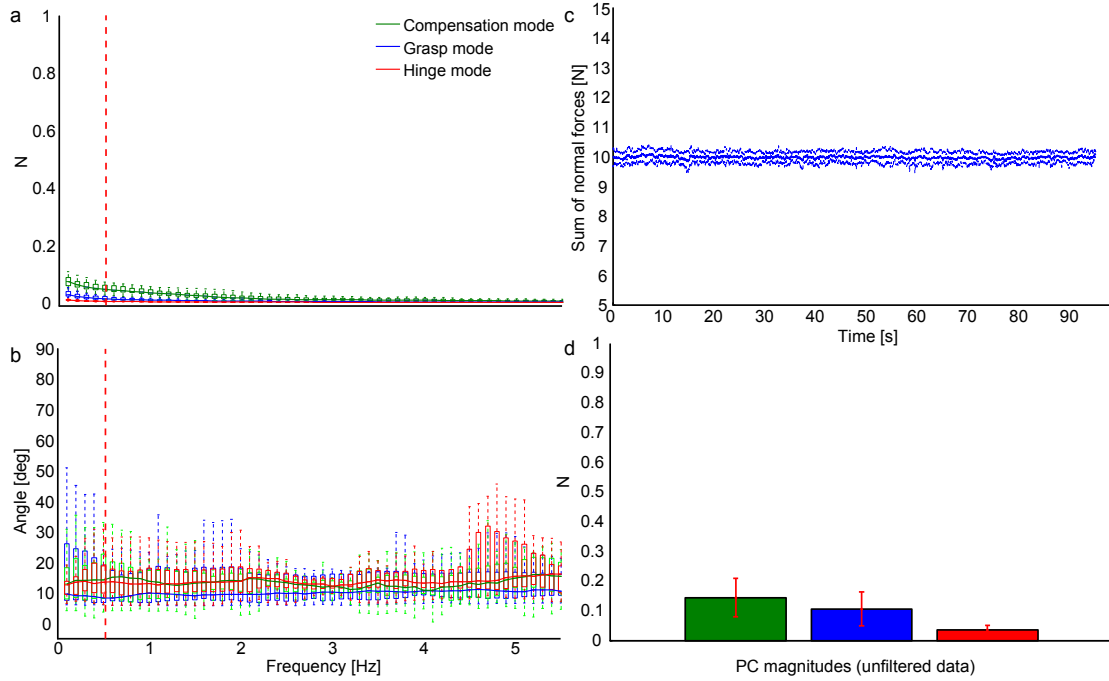 a
1
0.8
0.6
0.4
0.2
0
N
Compensation mode
Grasp mode
Hinge mode
c
15
14
13
12
11
10
9
8
7
6
5
Sum of normal forces [N]
0 10 20 30 40 50 60 70 80 90
Time [s]
b
90
80
70
60
50
40
30
20
10
0
Angle [deg]
0 1 2 3 4 5
Frequency [Hz]
d
1
0.9
0.8
0.7
0.6
0.5
0.4
0.3
0.2
0.1
0
N
PC magnitudes (unfiltered data)